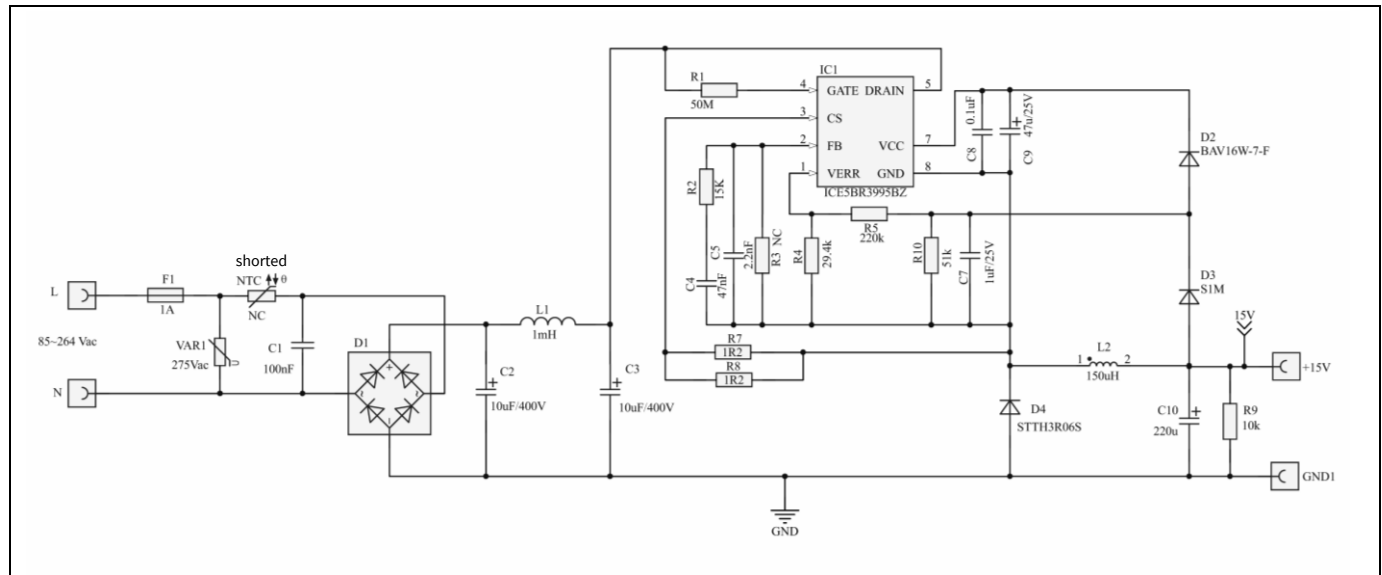 IC1
R1
50M
4
GATE DRAIN
5
3
CS
2
FB
VCC
7
1
VERR
GND
8
ICE5BR3995BZ
0.1uF
C8
47u/25V
+
C9
D2
BAV16W-7-F
R2
15K
C5
2.2nF
R3
NC
R4
29.4k
R5
220k
R10
51k
C7
1uF/25V
C4
47nF
D3
S1M
shorted
NTC
θ
NC
L
F1
1A
85~264 Vac
VAR1
275Vac
C1
100nF
N
D1
+
~
~
-
L1
1mH
C2
+
10uF/400V
C3
+
10uF/400V
R7
1R2
R8
1R2
1
L2
2
150uH
15V
+15V
D4
STTH3R06S
C10
+
220u
R9
10k
GND1
GND